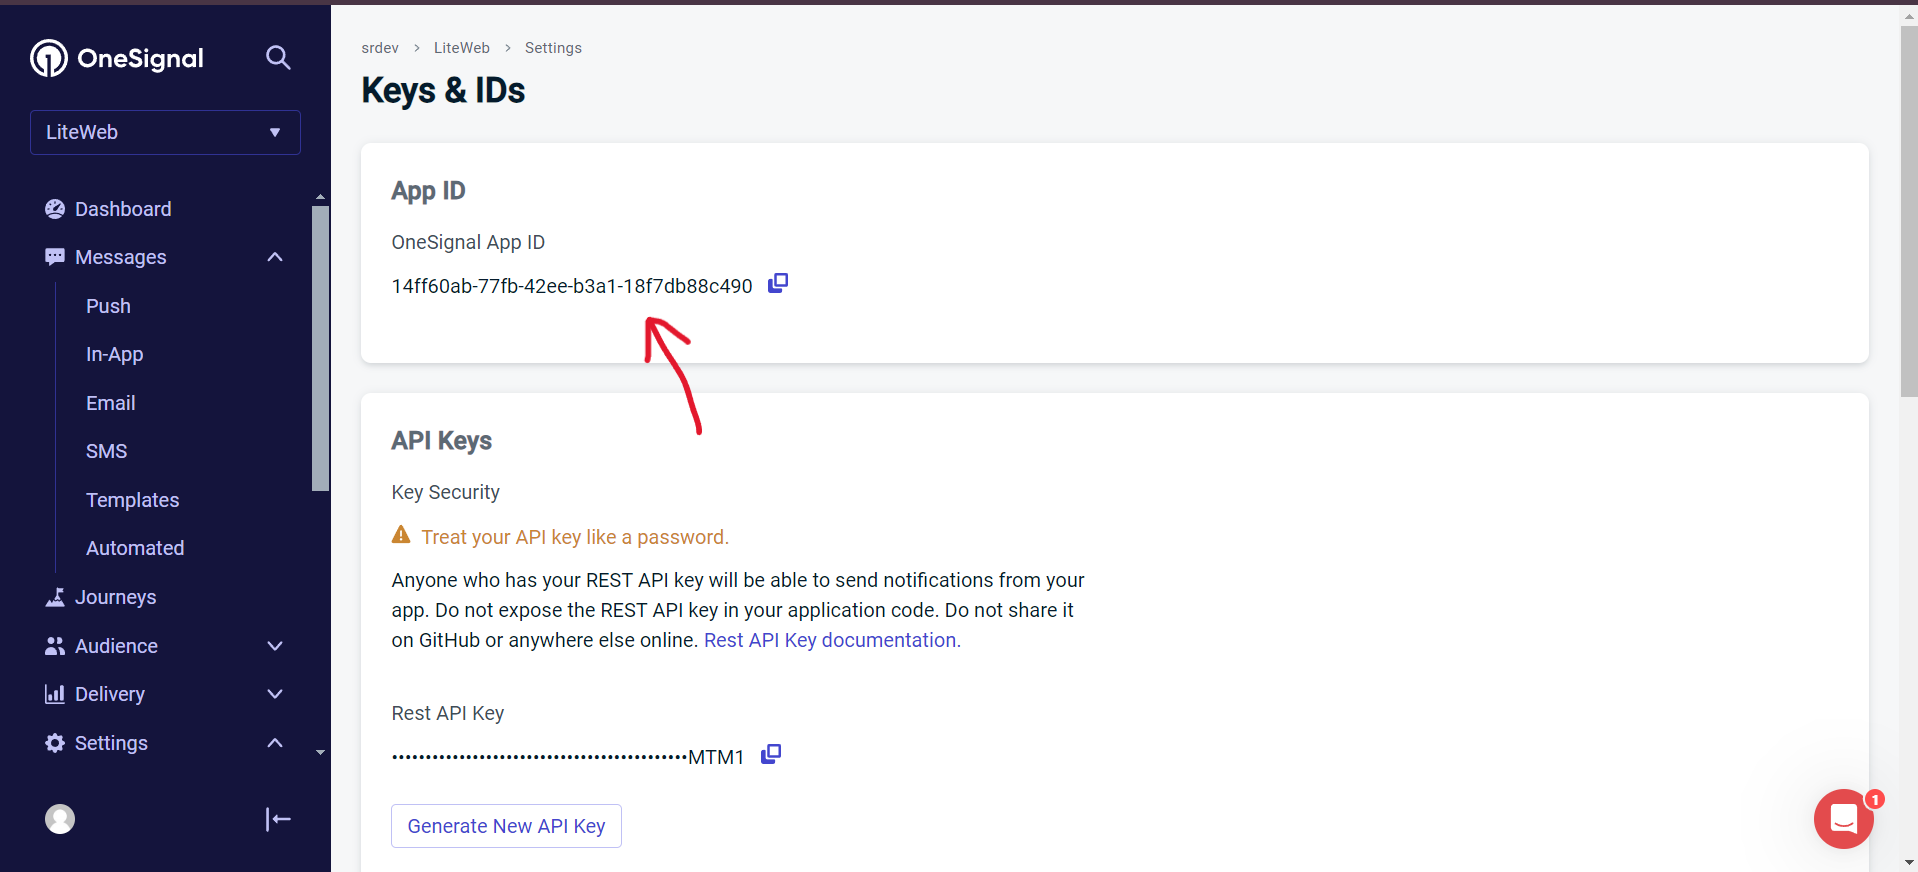 OneSignal
LiteWeb
Dashboard
Messages
Push
In-App
Email
SMS
Templates
Automated
Journeys
Audience
Delivery
Settings
srdev > LiteWeb > Settings
Keys & IDs
App ID
OneSignal App ID
14ff60ab-77fb-42ee-b3a1-18f7db88c490
API Keys
Key Security
Treat your API key like a password.
Anyone who has your REST API key will be able to send notifications from your
app. Do not expose the REST API key in your application code. Do not share it
on GitHub or anywhere else online. Rest API Key documentation.
Rest API Key
••••••••••••••••••••••••••••••••••••••••••••MTM1
Generate New API Key
1